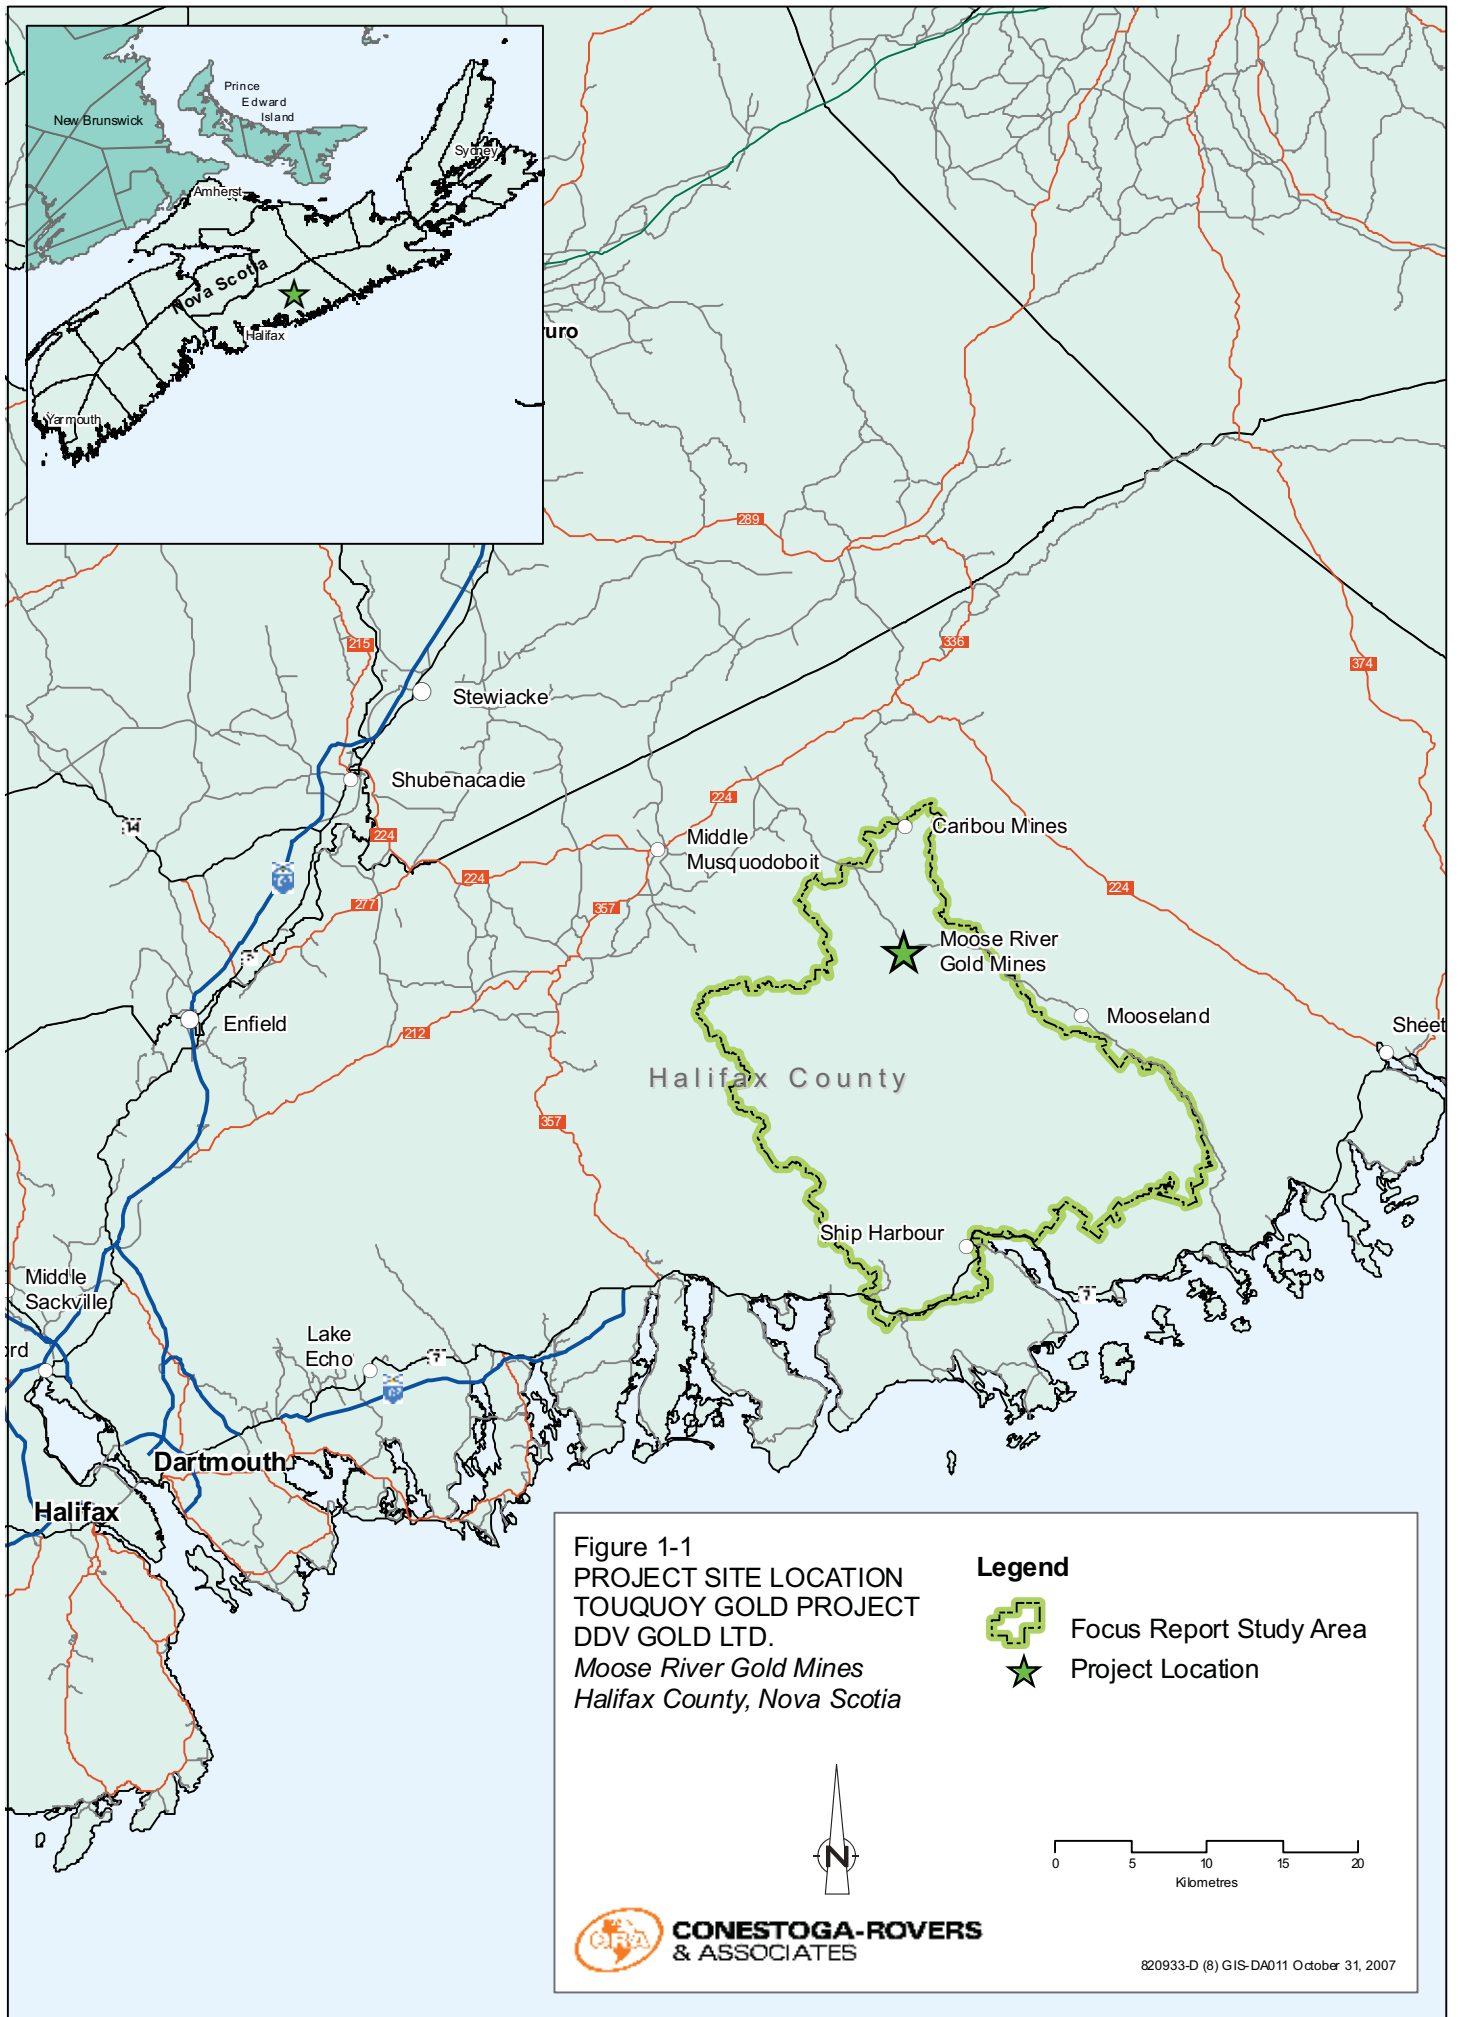 Prince
Edward
Island
New Brunswick
Sydney
Amherst
Nova Scotia
Halifax
Yarmouth
uro
289
215
336
374
Stewiacke
Shubenacadie
14
224
224
Middle
Musquodoboit
Caribou Mines
224
277
224
357
Moose River
Gold Mines
Mooseland
Enfield
212
Sheet
Halifax County
357
Ship Harbour
Middle
Sackville
7
rd
Lake
Echo
7
Dartmouth
Halifax
Figure 1-1
PROJECT SITE LOCATION
TOUQUOY GOLD PROJECT
DDV GOLD LTD.
Moose River Gold Mines
Halifax County, Nova Scotia
Legend
Focus Report Study Area
Project Location
N
0 5 10 15 20
Kilometres
CRA
CONESTOGA-ROVERS
& ASSOCIATES
820933-D (8) GIS-DA011 October 31, 2007